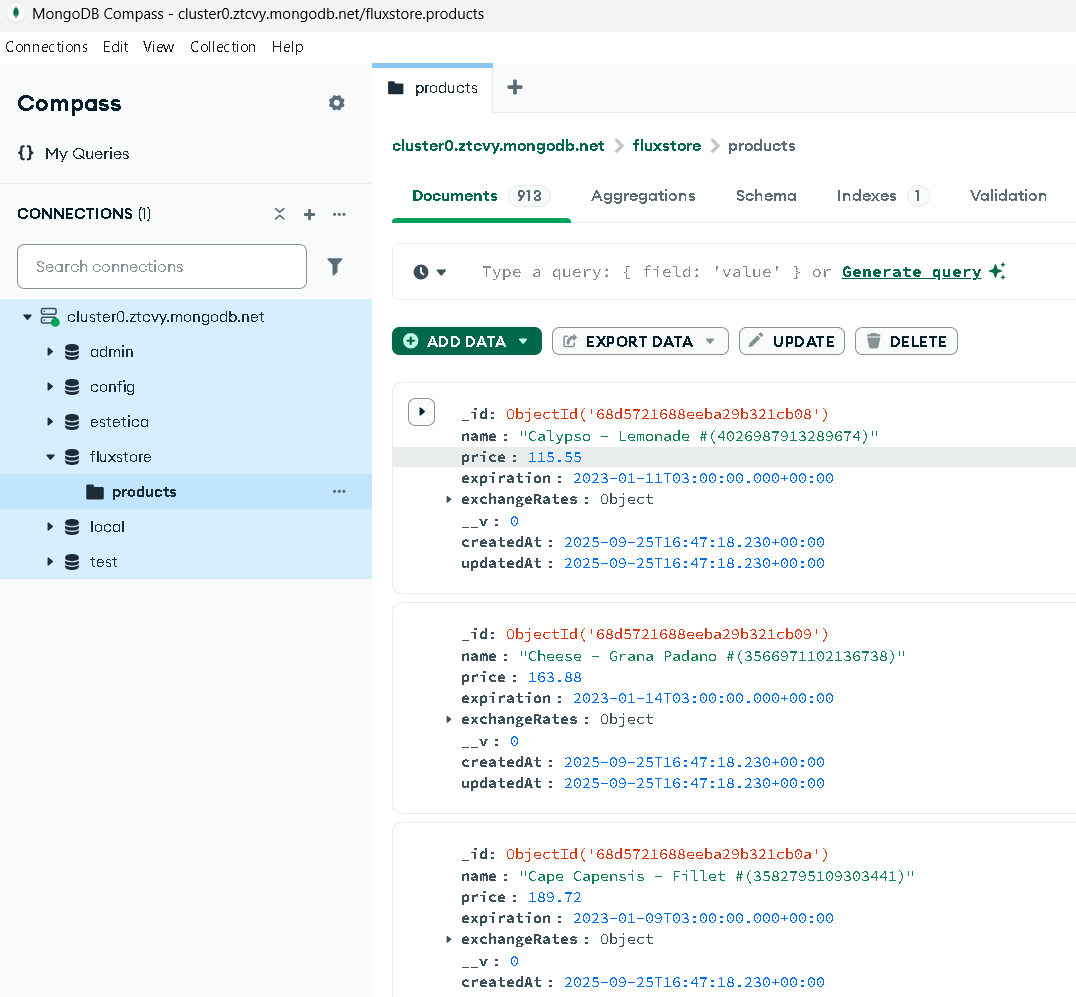 MongoDB Compass - cluster0.ztcvy.mongodb.net/fluxstore.products
Connections Edit View Collection Help
Compass
My Queries
CONNECTIONS (1)
Search connections
cluster0.ztcvy.mongodb.net
admin
config
estetica
fluxstore
products
local
test
products
cluster0.ztcvy.mongodb.net > fluxstore > products
Documents 913 Aggregations Schema Indexes 1 Validation
Type a query: { field: 'value' } or Generate query
ADD DATA EXPORT DATA UPDATE DELETE
_id: ObjectId('68d5721688eeba29b321cb08')
name : "Calypso - Lemonade #(4026987913289674)"
price : 115.55
expiration : 2023-01-11T03:00:00.000+00:00
exchangeRates : Object
__v : 0
createdAt : 2025-09-25T16:47:18.230+00:00
updatedAt : 2025-09-25T16:47:18.230+00:00
_id: ObjectId('68d5721688eeba29b321cb09')
name : "Cheese - Grana Padano #(3566971102136738)"
price : 163.88
expiration : 2023-01-14T03:00:00.000+00:00
exchangeRates : Object
__v : 0
createdAt : 2025-09-25T16:47:18.230+00:00
updatedAt : 2025-09-25T16:47:18.230+00:00
_id: ObjectId('68d5721688eeba29b321cb0a')
name : "Cape Capensis - Fillet #(3582795109303441)"
price : 189.72
expiration : 2023-01-09T03:00:00.000+00:00
exchangeRates : Object
__v : 0
createdAt : 2025-09-25T16:47:18.230+00:00